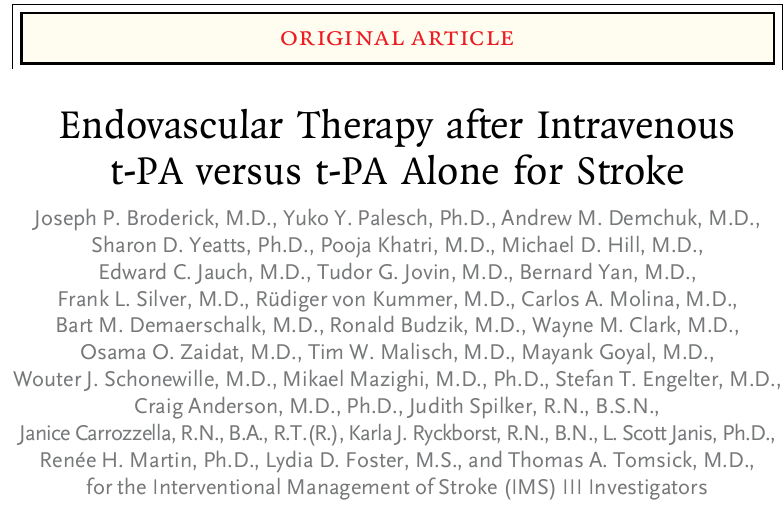 ORIGINAL ARTICLE
Endovascular Therapy after Intravenous
t-PA versus t-PA Alone for Stroke
Joseph P. Broderick, M.D., Yuko Y. Palesch, Ph.D., Andrew M. Demchuk, M.D.,
Sharon D. Yeatts, Ph.D., Pooja Khatri, M.D., Michael D. Hill, M.D.,
Edward C. Jauch, M.D., Tudor G. Jovin, M.D., Bernard Yan, M.D.,
Frank L. Silver, M.D., Rüdiger von Kummer, M.D., Carlos A. Molina, M.D.,
Bart M. Demaerschalk, M.D., Ronald Budzik, M.D., Wayne M. Clark, M.D.,
Osama O. Zaidat, M.D., Tim W. Malisch, M.D., Mayank Goyal, M.D.,
Wouter J. Schonewille, M.D., Mikael Mazighi, M.D., Ph.D., Stefan T. Engelter, M.D.,
Craig Anderson, M.D., Ph.D., Judith Spilker, R.N., B.S.N.,
Janice Carrozzella, R.N., B.A., R.T.(R.), Karla J. Ryckborst, R.N., B.N., L. Scott Janis, Ph.D.,
Renée H. Martin, Ph.D., Lydia D. Foster, M.S., and Thomas A. Tomsick, M.D.,
for the Interventional Management of Stroke (IMS) III Investigators